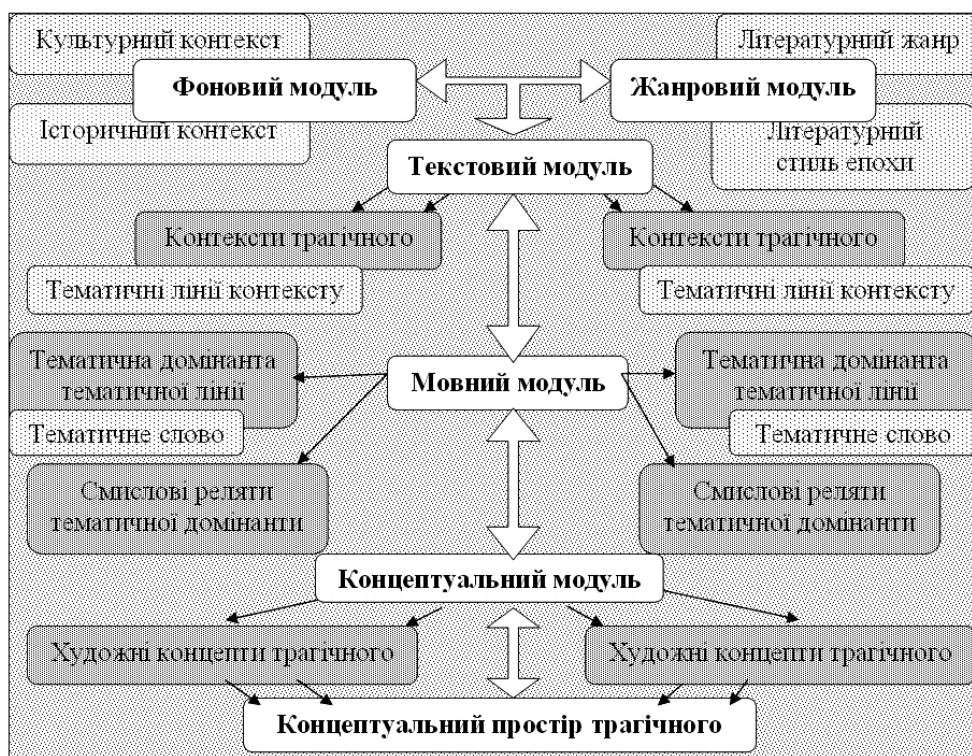 Культурний контекст
Літературний жанр
Фоновий модуль
Жанровий модуль
Історичний контекст
Літературний
стиль епохи
Текстовий модуль
Контексти трагічного
Контексти трагічного
Тематичні лінії контексту
Тематичні лінії контексту
Тематична домінанта
тематичної лінії
Мовний модуль
Тематична домінанта
тематичної лінії
Тематичне слово
Тематичне слово
Смислові реляти
тематичної домінанти
Смислові реляти
тематичної домінанти
Концептуальний модуль
Художні концепти трагічного
Художні концепти трагічного
Концептуальний простір трагічного